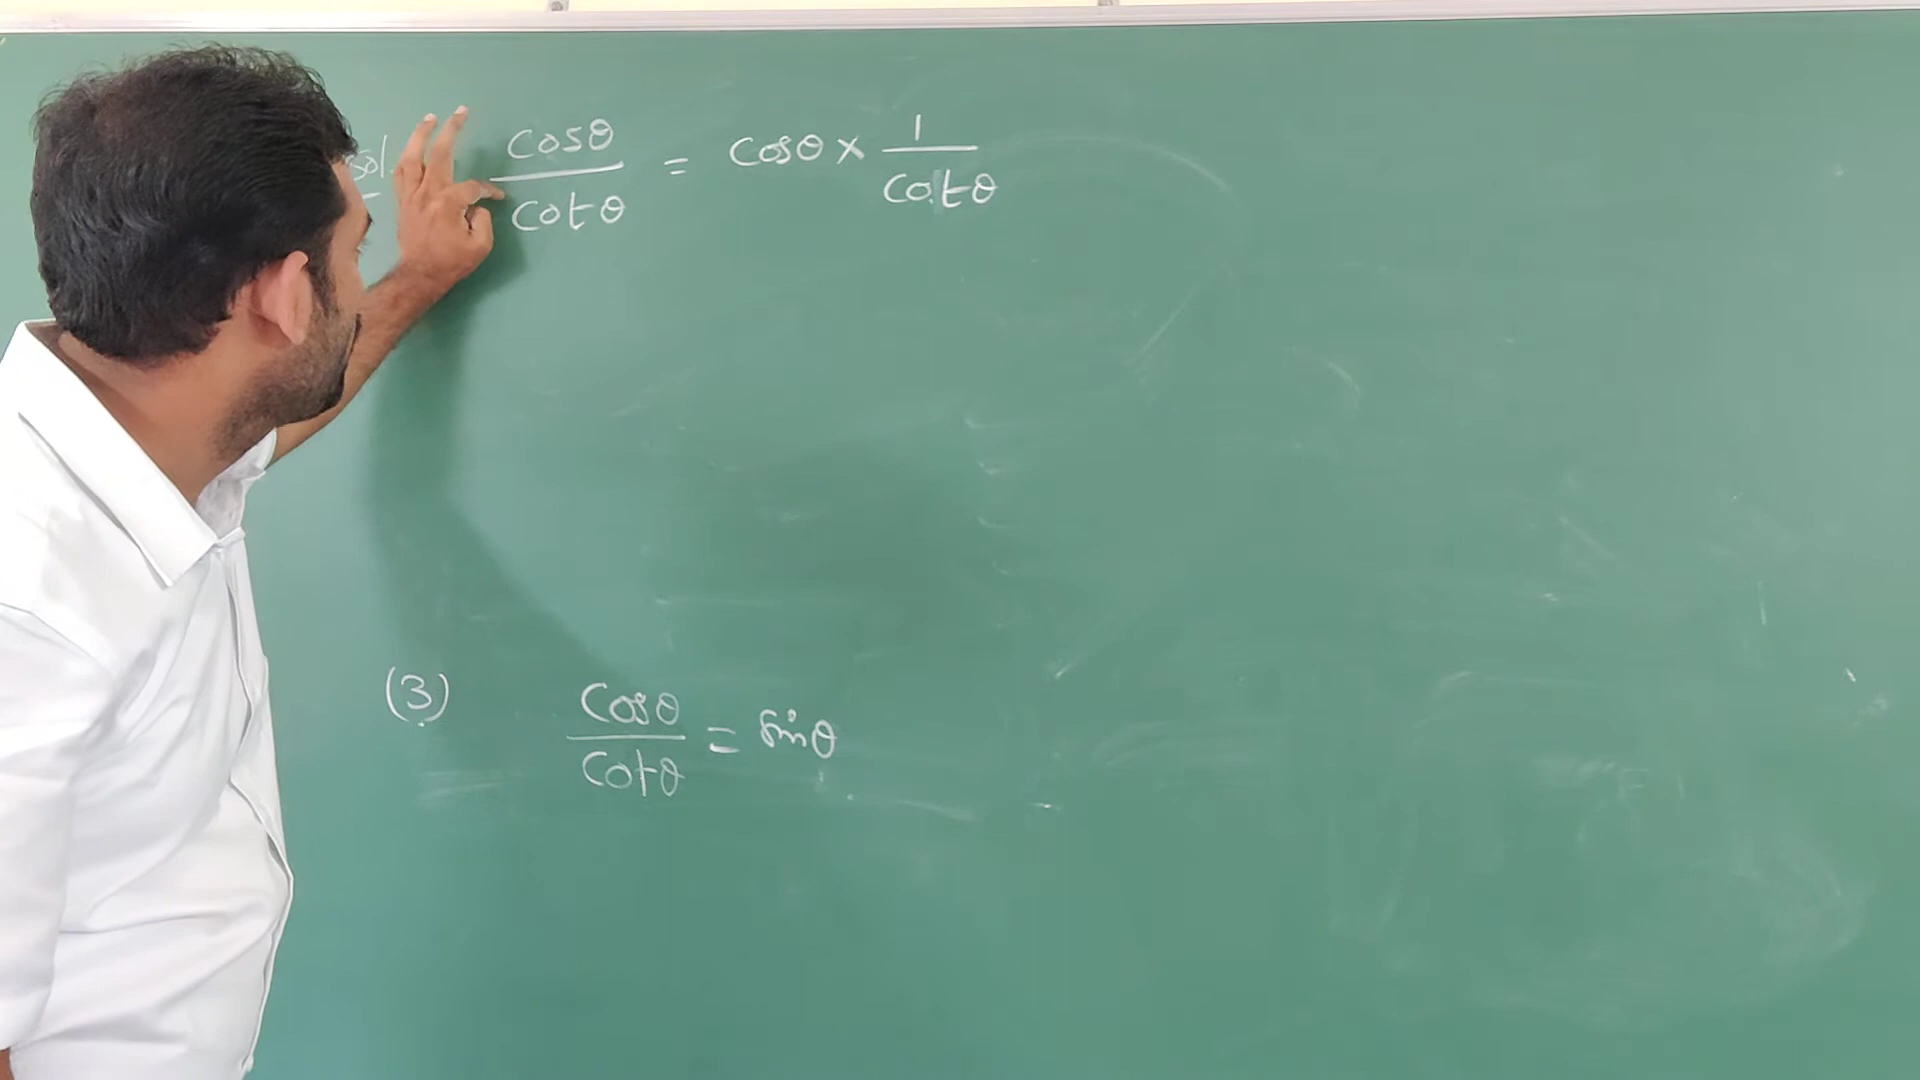 sol. cosθ/cotθ = cosθ × 1/cotθ
(3) cosθ/cotθ = sinθ